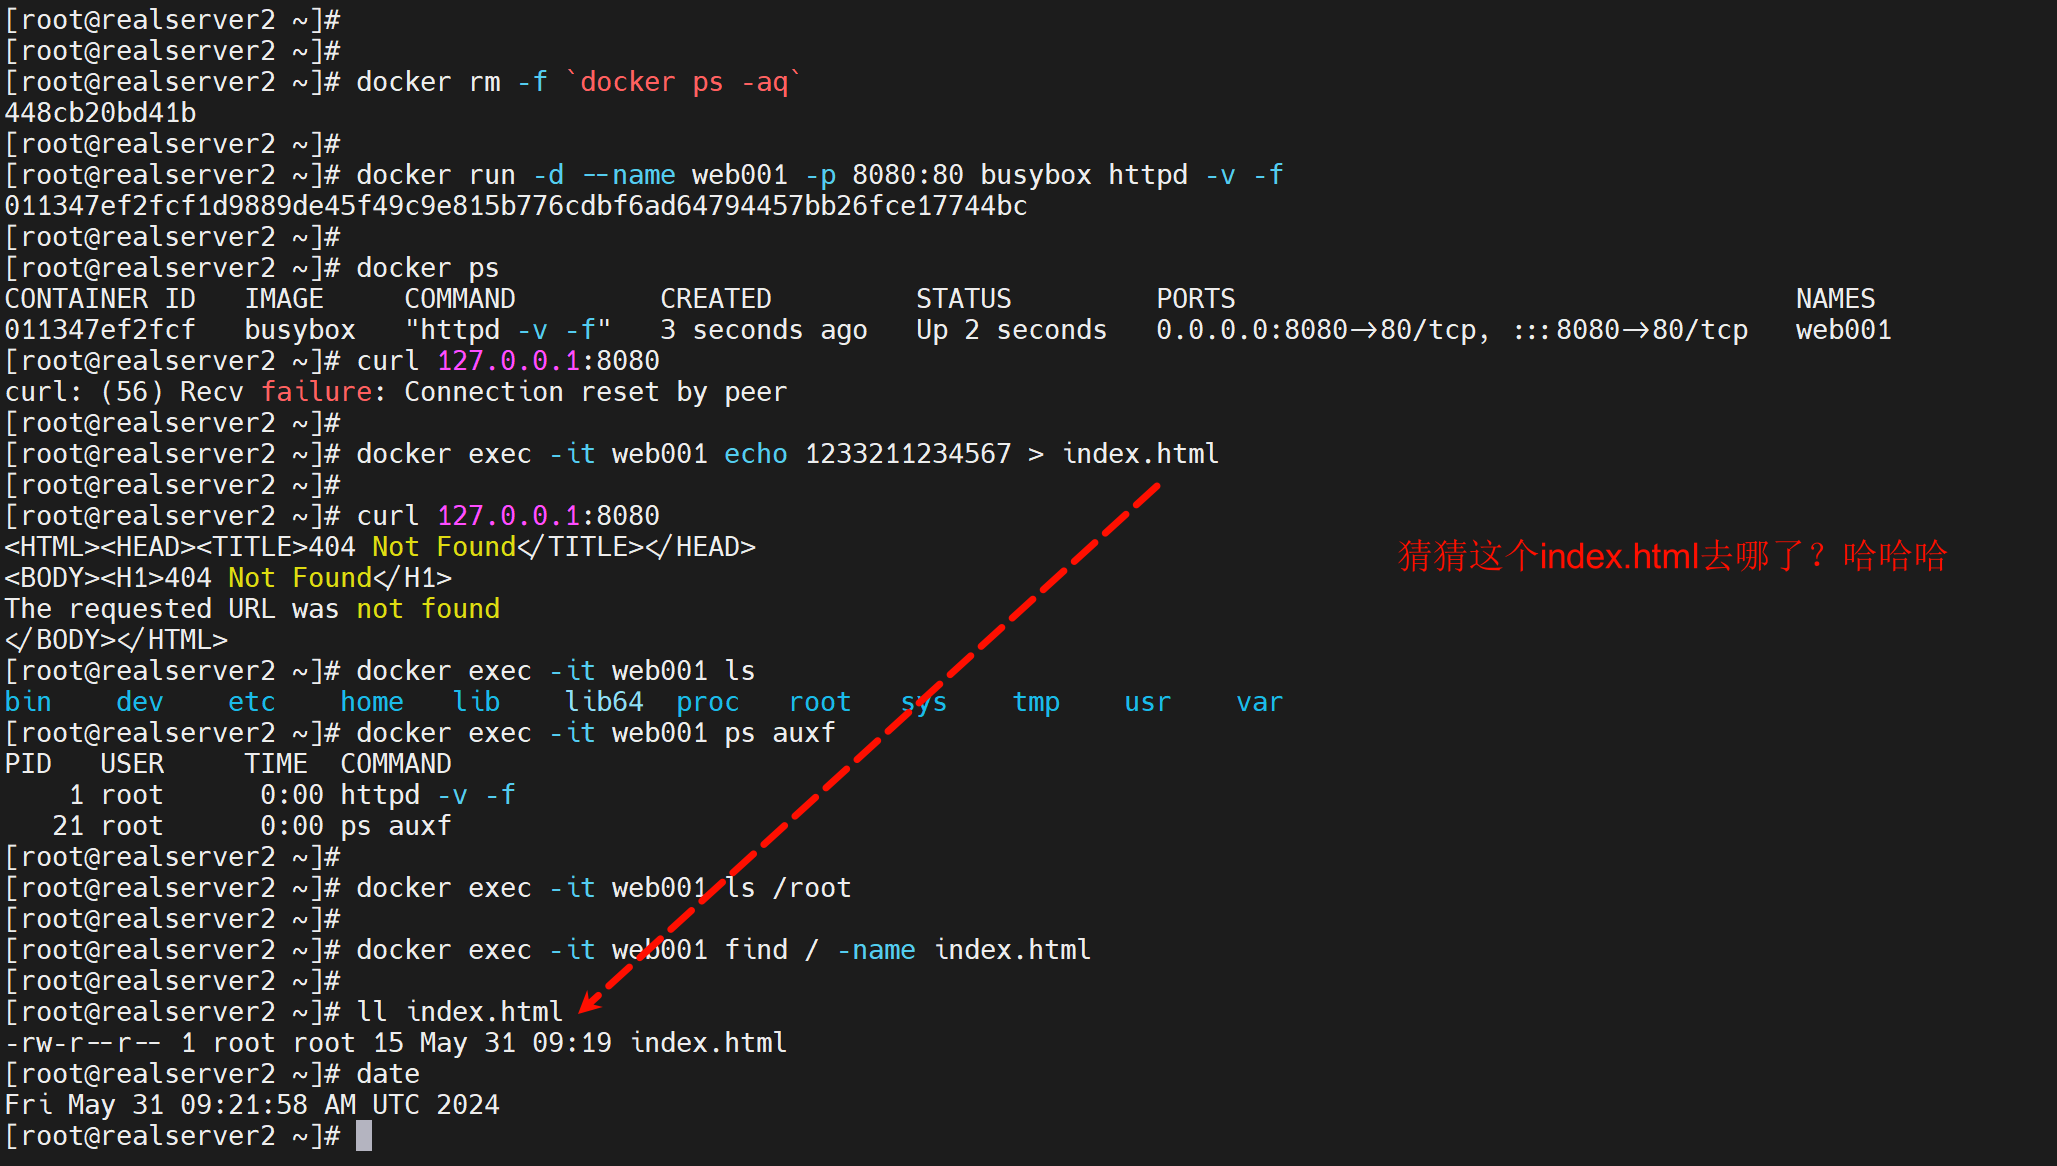 [root@realserver2 ~]#
[root@realserver2 ~]#
[root@realserver2 ~]# docker rm -f `docker ps -aq`
448cb20bd41b
[root@realserver2 ~]#
[root@realserver2 ~]# docker run -d --name web001 -p 8080:80 busybox httpd -v -f
011347ef2fcf1d9889de45f49c9e815b776cdbf6ad64794457bb26fce17744bc
[root@realserver2 ~]#
[root@realserver2 ~]# docker ps
CONTAINER ID   IMAGE     COMMAND         CREATED         STATUS         PORTS                                   NAMES
011347ef2fcf   busybox   "httpd -v -f"   3 seconds ago   Up 2 seconds   0.0.0.0:8080->80/tcp, :::8080->80/tcp   web001
[root@realserver2 ~]# curl 127.0.0.1:8080
curl: (56) Recv failure: Connection reset by peer
[root@realserver2 ~]#
[root@realserver2 ~]# docker exec -it web001 echo 1233211234567 > index.html
[root@realserver2 ~]#
[root@realserver2 ~]# curl 127.0.0.1:8080
<HTML><HEAD><TITLE>404 Not Found</TITLE></HEAD>
猜猜这个index.html去哪了？哈哈哈
<BODY><H1>404 Not Found</H1>
The requested URL was not found
</BODY></HTML>
[root@realserver2 ~]# docker exec -it web001 ls
bin    dev    etc    home   lib    lib64  proc   root   sys    tmp    usr    var
[root@realserver2 ~]# docker exec -it web001 ps auxf
PID   USER     TIME  COMMAND
    1 root      0:00 httpd -v -f
   21 root      0:00 ps auxf
[root@realserver2 ~]#
[root@realserver2 ~]# docker exec -it web001 ls /root
[root@realserver2 ~]#
[root@realserver2 ~]# docker exec -it web001 find / -name index.html
[root@realserver2 ~]#
[root@realserver2 ~]# ll index.html
-rw-r--r-- 1 root root 15 May 31 09:19 index.html
[root@realserver2 ~]# date
Fri May 31 09:21:58 AM UTC 2024
[root@realserver2 ~]#